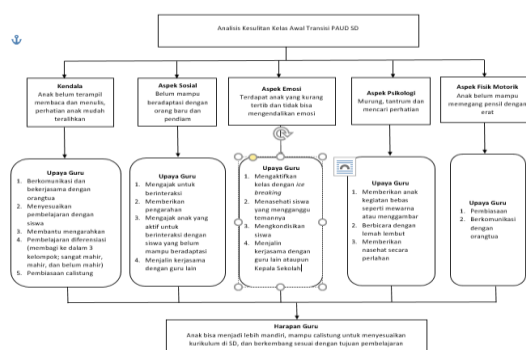 Analisis Kesulitan Kelas Awal Transisi PAUD SD
Kendala
Anak belum terampil
membaca dan menulis,
perhatian anak mudah
teralihkan
Aspek Sosial
Belum mampu
beradaptasi dengan
orang baru dan
pendiam
Aspek Emosi
Terdapat anak yang kurang
tertib dan tidak bisa
mengendalikan emosi
Aspek Psikologi
Murung, tantrum dan
mencari perhatian
Aspek Fisik Motorik
Anak belum mampu
memegang pensil dengan
erat
Upaya Guru
1. Berkomunikasi dan
bekerjasama dengan
orangtua
2. Menyesuaikan
pembelajaran dengan
siswa
3. Membantu mengarahkan
4. Pembelajaran diferensiasi
(membagi ke dalam 3
kelompok; sangat mahir,
mahir, dan belum mahir)
5. Pembiasaan calistung
Upaya Guru
1. Mengajak untuk
berinteraksi
2. Memberikan
pengarahan
3. Mengajak anak yang
aktif untuk
berinteraksi dengan
siswa yang belum
mampu beradaptasi
4. Menjalin kerjasama
dengan guru lain
Upaya Guru
1. Mengaktifkan
kelas dengan ice
breaking
2. Menasehati siswa
yang mengganggu
temannya
3. Mengkondisikan
siswa
4. Menjalin
kerjasama dengan
guru lain ataupun
Kepala Sekolah
Upaya Guru
1. Memberikan anak
kegiatan bebas
seperti mewarna
atau menggambar
2. Berbicara dengan
lemah lembut
3. Memberikan
nasehat secara
perlahan
Upaya Guru
1. Pembiasaan
2. Berkomunikasi
dengan
orangtua
Harapan Guru
Anak bisa menjadi lebih mandiri, mampu calistung untuk menyesuaikan
kurikulum di SD, dan berkembang sesuai dengan tujuan pembelajaran